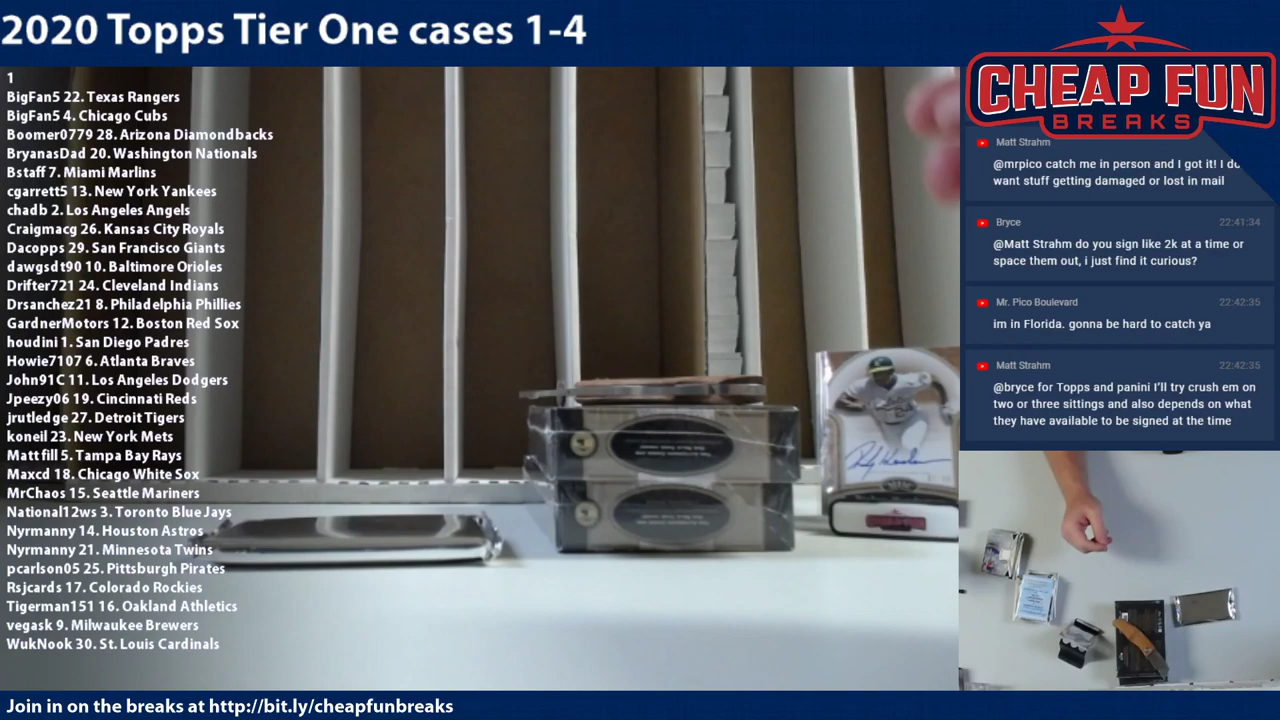 2020 Topps Tier One cases 1-4
1
BigFan5 22. Texas Rangers
BigFan5 4. Chicago Cubs
Boomer0779 28. Arizona Diamondbacks
BryanasDad 20. Washington Nationals
Bstaff 7. Miami Marlins
cgarrett5 13. New York Yankees
chadb 2. Los Angeles Angels
Craigmacg 26. Kansas City Royals
Dacopps 29. San Francisco Giants
dawgsdt90 10. Baltimore Orioles
Drifter721 24. Cleveland Indians
Drsanchez21 8. Philadelphia Phillies
GardnerMotors 12. Boston Red Sox
houdini 1. San Diego Padres
Howie7107 6. Atlanta Braves
John91C 11. Los Angeles Dodgers
Jpeezy06 19. Cincinnati Reds
jrutledge 27. Detroit Tigers
koneil 23. New York Mets
Matt fill 5. Tampa Bay Rays
Maxcd 18. Chicago White Sox
MrChaos 15. Seattle Mariners
National12ws 3. Toronto Blue Jays
Nyrmanny 14. Houston Astros
Nyrmanny 21. Minnesota Twins
pcarlson05 25. Pittsburgh Pirates
Rsjcards 17. Colorado Rockies
Tigerman151 16. Oakland Athletics
vegask 9. Milwaukee Brewers
WukNook 30. St. Louis Cardinals
CHEAP FUN
BREAKS
Matt Strahm
@mrpico catch me in person and I got it! I do
want stuff getting damaged or lost in mail
Bryce 22:41:34
@Matt Strahm do you sign like 2k at a time or
space them out, i just find it curious?
Mr. Pico Boulevard 22:42:35
im in Florida. gonna be hard to catch ya
Matt Strahm 22:42:35
@bryce for Topps and panini I'll try crush em on
two or three sittings and also depends on what
they have available to be signed at the time
Join in on the breaks at http://bit.ly/cheapfunbreaks